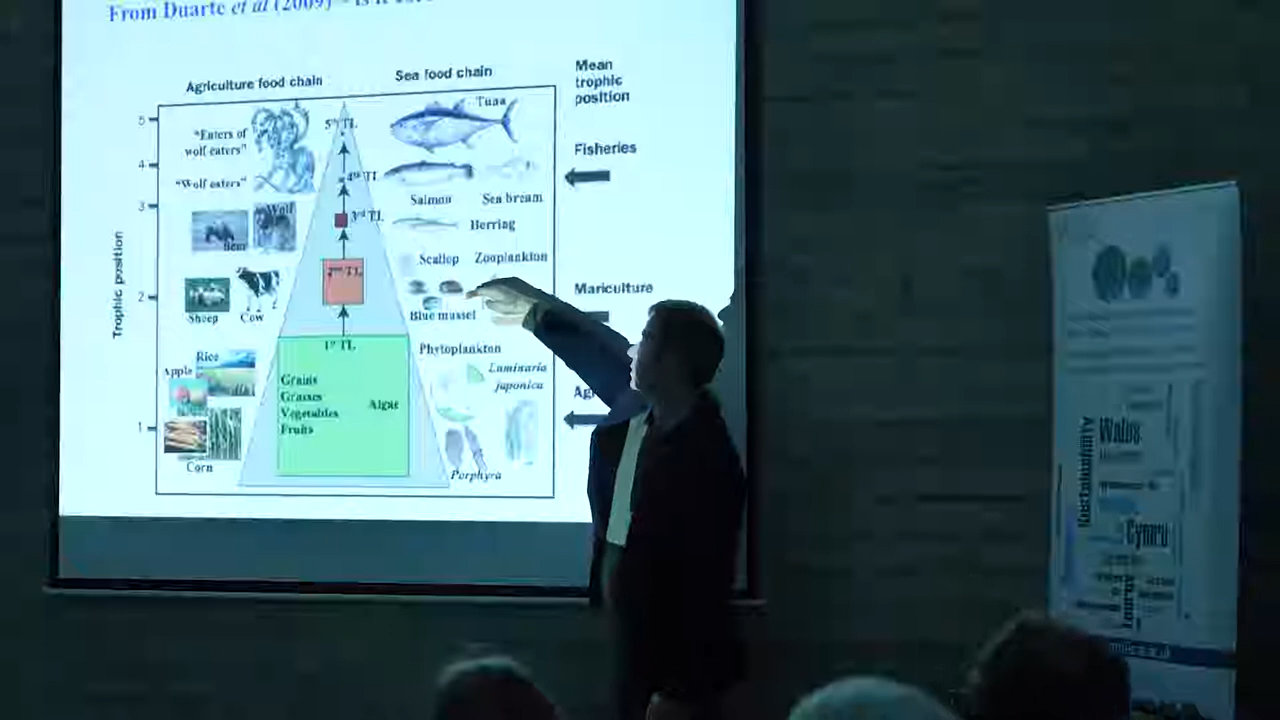 From Duarte et al (2009) - is it
Agriculture food chain
Sea food chain
Mean
trophic
position
5
"Eaters of
wolf eaters"
5th TL
Tuna
Fisheries
4
"Wolf eaters"
4th TL
Salmon
Sea bream
3
Wolf
Bear
3rd TL
Herring
Trophic position
Scallop
Zooplankton
2nd TL
Mariculture
2
Sheep
Cow
Blue mussel
1st TL
Phytoplankton
Rice
Apple
Laminaria
japonica
Grains
Grasses
Vegetables
Fruits
Algae
Ag
1
Corn
Porphyra
Wales
Cymru